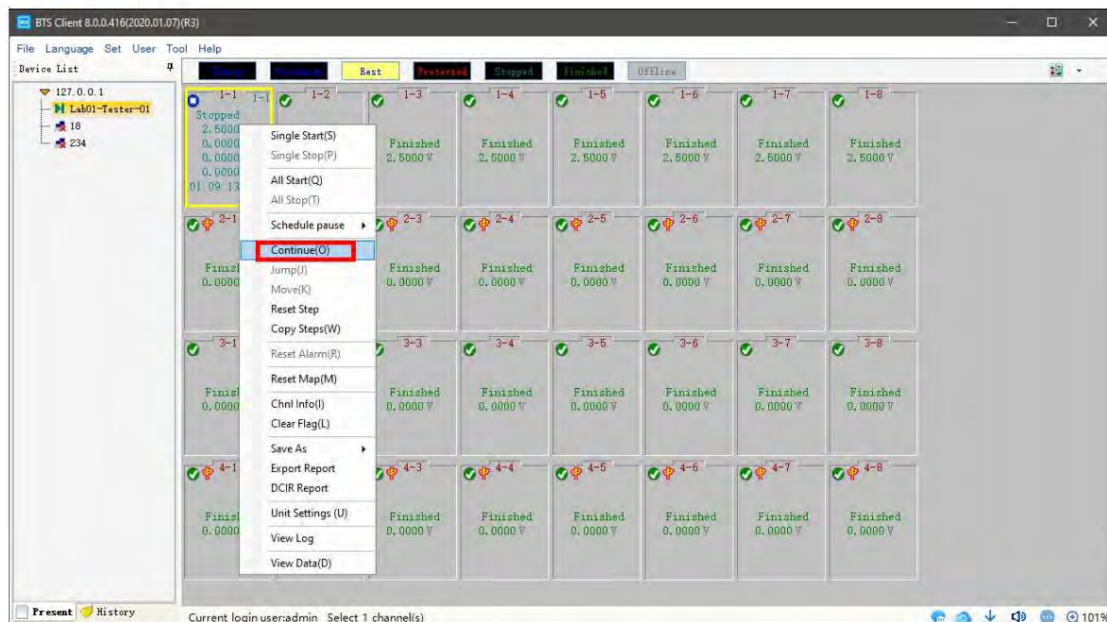 BTS Client 8.0.0.416(2020.01.07)(R3)
File Language Set User Tool Help
Device List
Rest Protected Stopped Finished Offline
127.0.0.1
Lab01-Tester-01
18
234
1-1 1-1 1-2 1-3 1-4 1-5 1-6 1-7 1-8
Stopped
2.5000
0.0000 Finished Finished Finished Finished Finished Finished
0.0000 2.5000 V 2.5000 V 2.5000 V 2.5000 V 2.5000 V 2.5000 V
0.0000
01 09 13
Single Start(S)
Single Stop(P)
All Start(Q)
All Stop(T)
Schedule pause
Continue(O)
Jump(J)
Move(K)
Reset Step
Copy Steps(W)
Reset Alarm(R)
Reset Map(M)
Chnl Info(I)
Clear Flag(L)
Save As
Export Report
DCIR Report
Unit Settings (U)
View Log
View Data(D)
2-1 2-3 2-4 2-5 2-6 2-7 2-8
Finished Finished Finished Finished Finished Finished
0.0000 0.0000 V 0.0000 V 0.0000 V 0.0000 V 0.0000 V 0.0000 V
3-1 3-3 3-4 3-5 3-6 3-7 3-8
Finished Finished Finished Finished Finished Finished
0.0000 0.0000 V 0.0000 V 0.0000 V 0.0000 V 0.0000 V 0.0000 V
4-1 4-3 4-4 4-5 4-6 4-7 4-8
Finished Finished Finished Finished Finished Finished
0.0000 0.0000 V 0.0000 V 0.0000 V 0.0000 V 0.0000 V 0.0000 V
Present History
Current login user:admin Select 1 channel(s)
101%